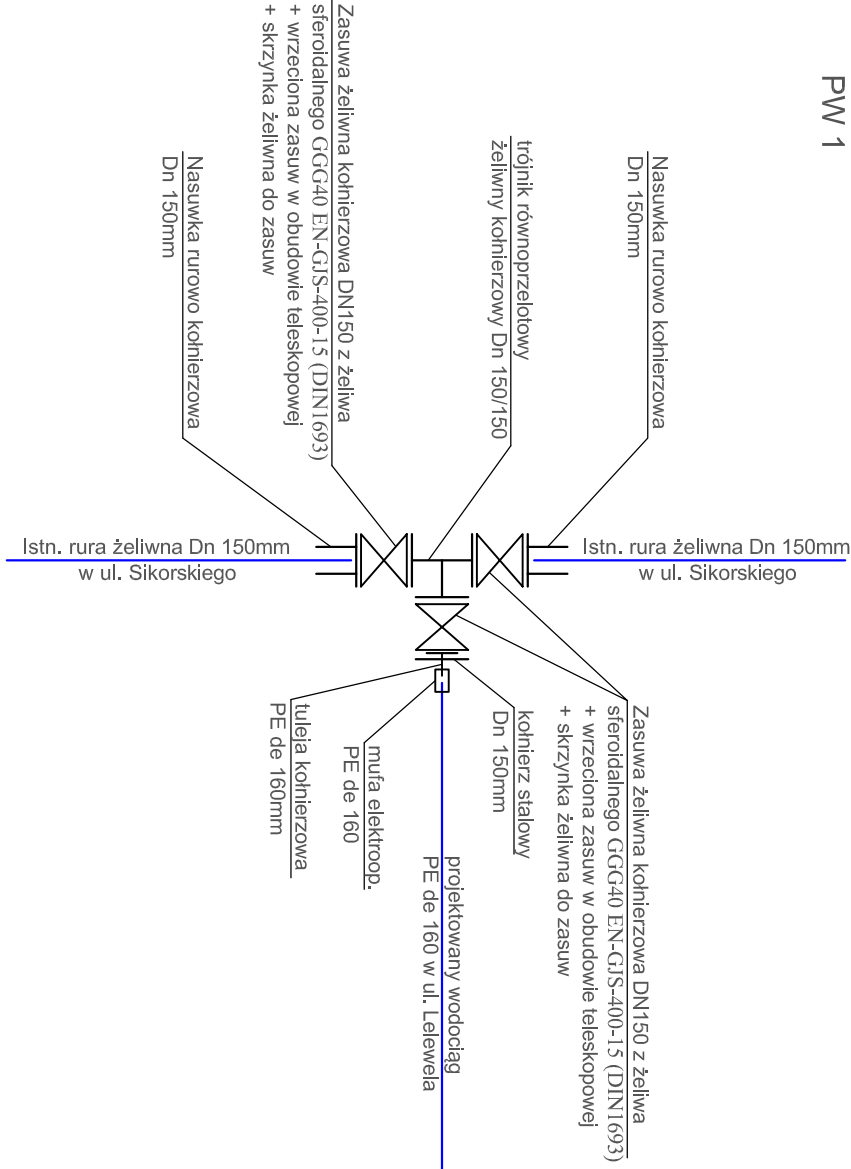 PW 1
Nasuwka rurowo kołnierzowa
Dn 150mm
trójnik równoprzelotowy
żeliwny kołnierzowy Dn 150/150
Zasuwa żeliwna kołnierzowa DN150 z żeliwa
sferoidalnego GGG40 EN-GJS-400-15 (DIN1693)
+ wrzeciona zasuw w obudowie teleskopowej
+ skrzynka żeliwna do zasuw
Nasuwka rurowo kołnierzowa
Dn 150mm
Istn. rura żeliwna Dn 150mm
w ul. Sikorskiego
Istn. rura żeliwna Dn 150mm
w ul. Sikorskiego
Zasuwa żeliwna kołnierzowa DN150 z żeliwa
sferoidalnego GGG40 EN-GJS-400-15 (DIN1693)
+ wrzeciona zasuw w obudowie teleskopowej
+ skrzynka żeliwna do zasuw
kołnierz stalowy
Dn 150mm
projektowany wodociąg
PE de 160 w ul. Lelewela
mufa elektroop.
PE de 160
tuleja kołnierzowa
PE de 160mm